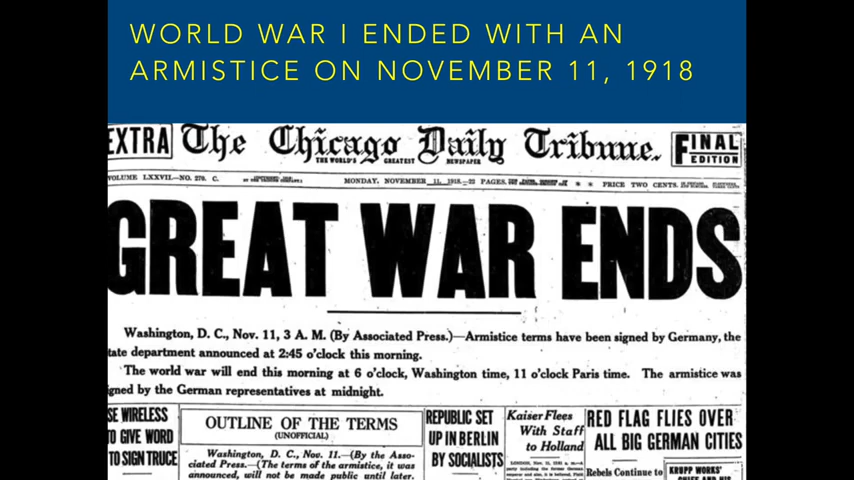 WORLD WAR I ENDED WITH AN
ARMISTICE ON NOVEMBER 11, 1918
EXTRA The Chicago Daily Tribune. FINAL EDITION
THE WORLD'S GREATEST NEWSPAPER
VOLUME LXXVII.—NO. 270. C. MONDAY, NOVEMBER 11, 1918.—22 PAGES. * * PRICE TWO CENTS.
GREAT WAR ENDS
Washington, D. C., Nov. 11, 3 A. M. (By Associated Press.)—Armistice terms have been signed by Germany, the
tate department announced at 2:45 o'clock this morning.
The world war will end this morning at 6 o'clock, Washington time, 11 o'clock Paris time. The armistice was
gned by the German representatives at midnight.
SE WIRELESS
TO GIVE WORD
TO SIGN TRUCE
OUTLINE OF THE TERMS
(UNOFFICIAL)
Washington, D. C., Nov. 11.—(By the Asso-
ciated Press.—(The terms of the armistice, it was
announced, will not be made public until later.
REPUBLIC SET
UP IN BERLIN
BY SOCIALISTS
Kaiser Flees
With Staff
to Holland
RED FLAG FLIES OVER
ALL BIG GERMAN CITIES
Rebels Continue to
KRUPP WORKS'